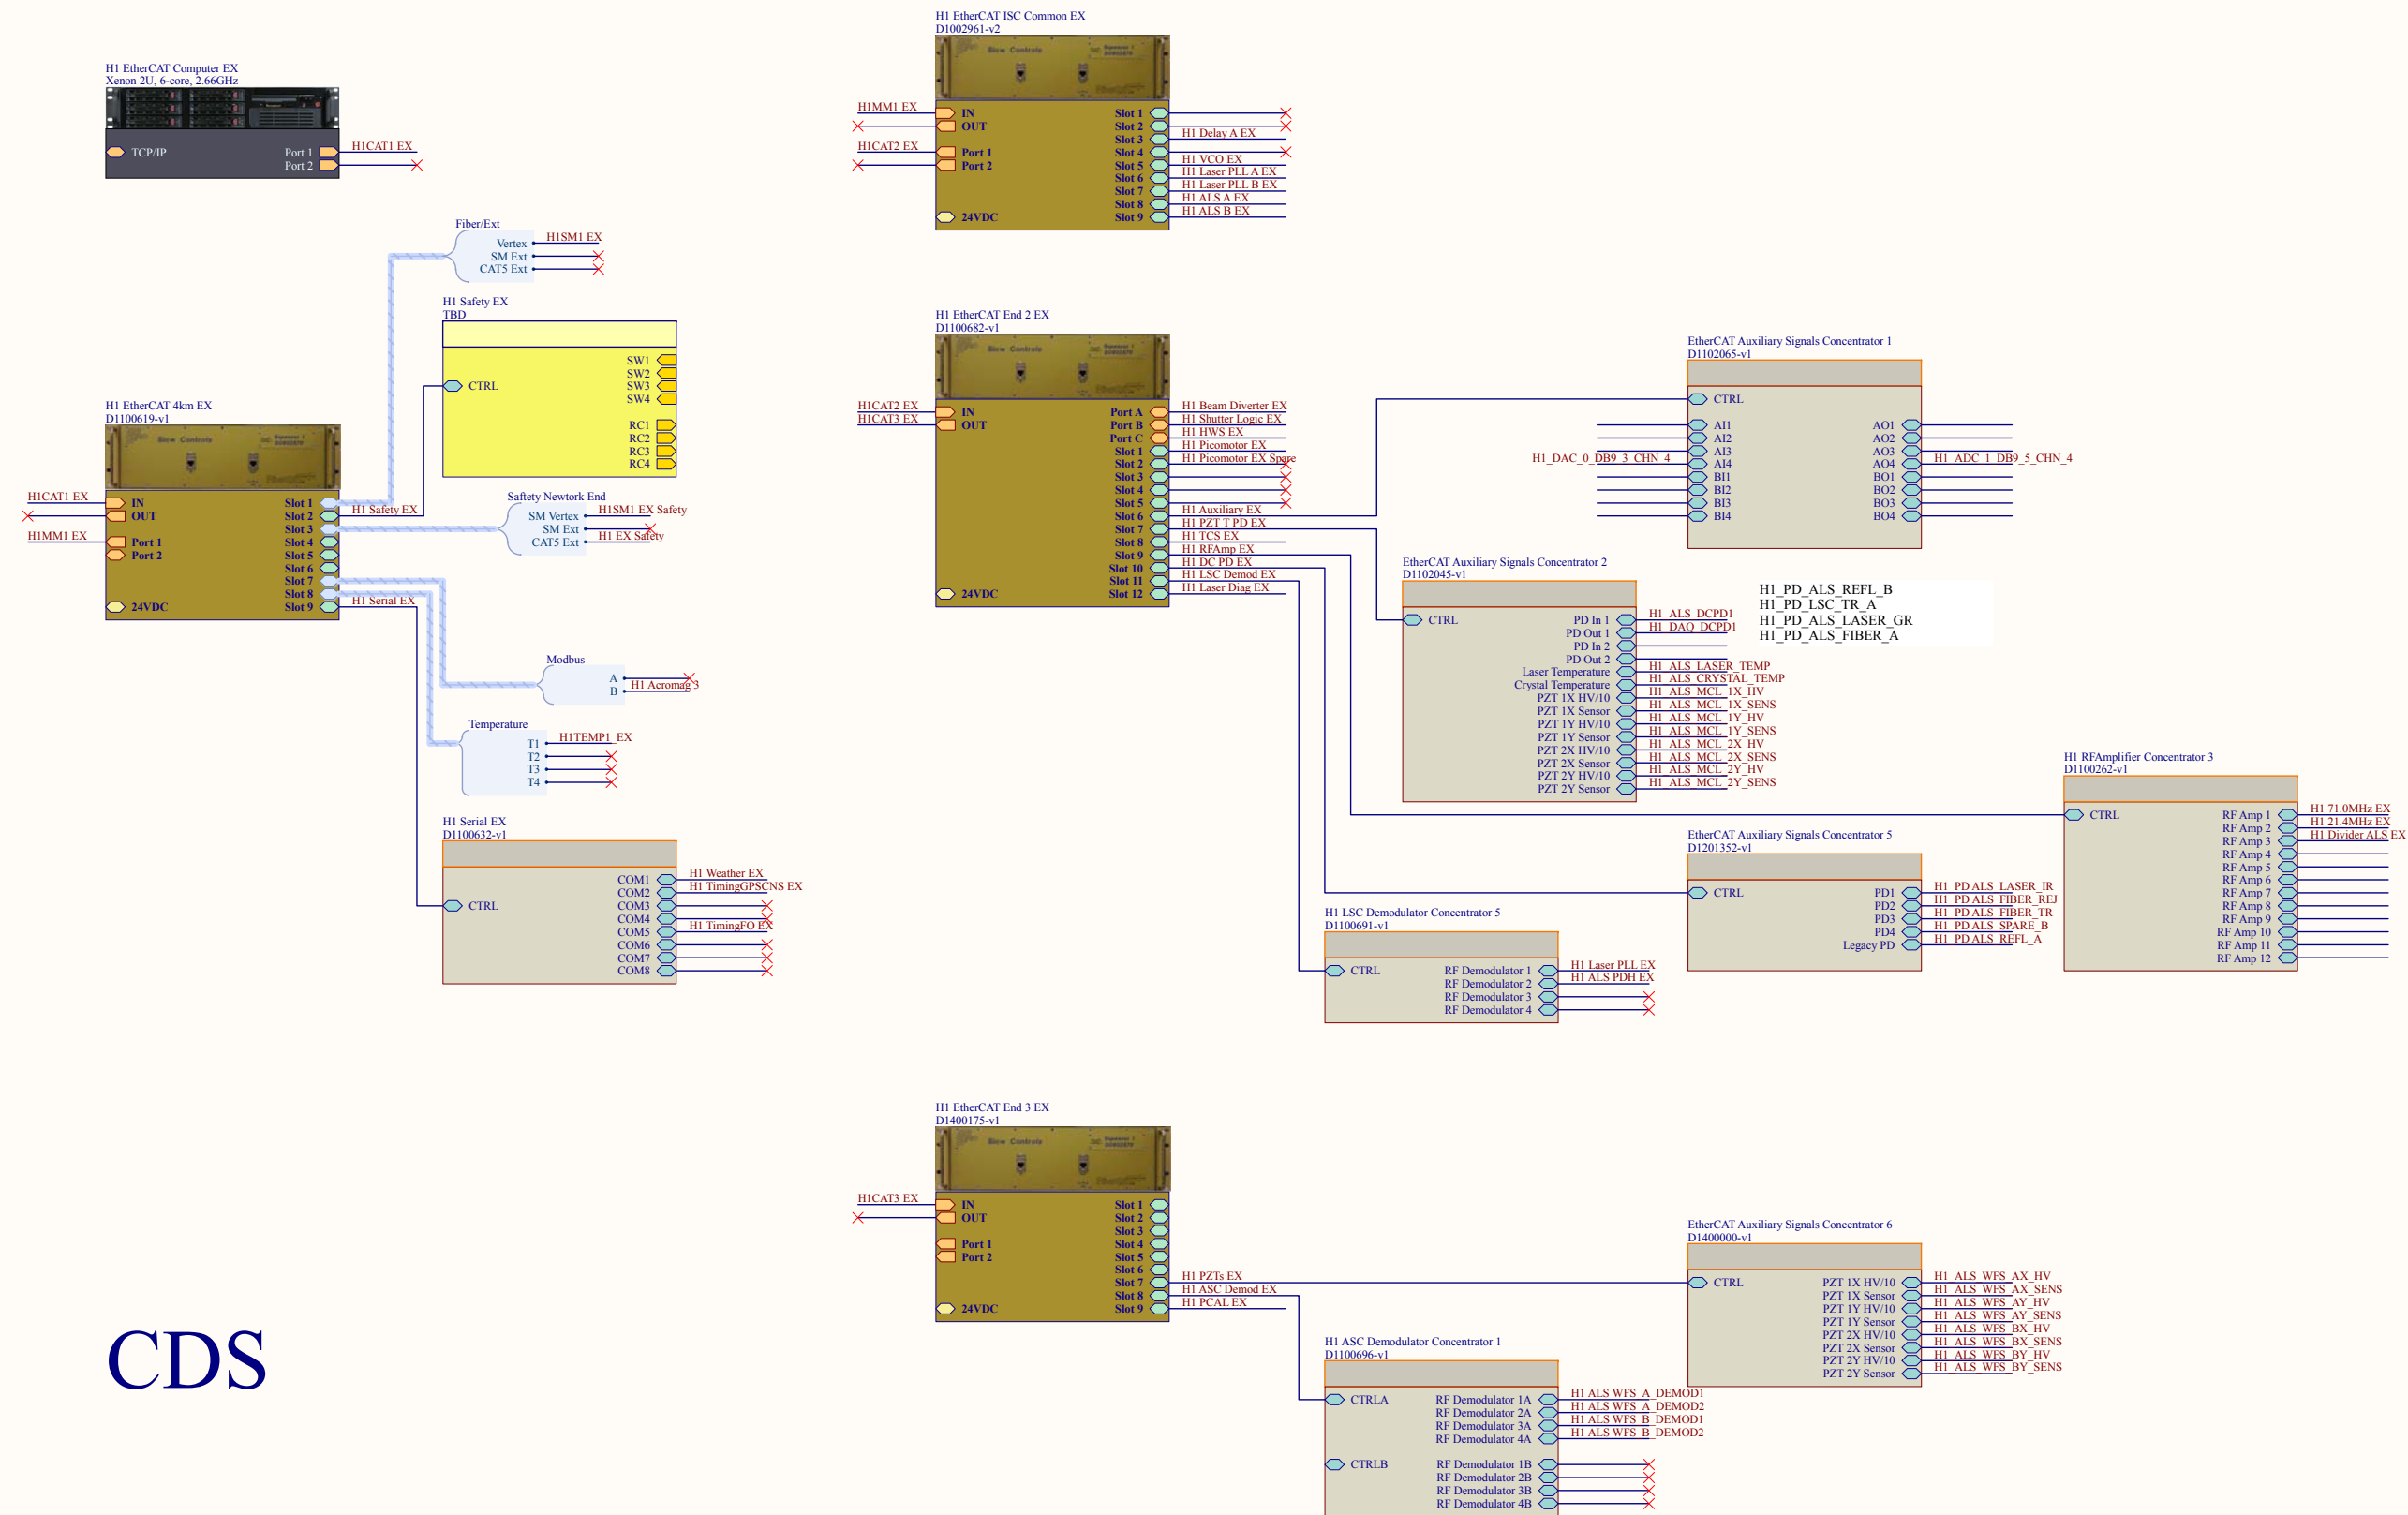 H1 EtherCAT Computer EX
Xenon 2U, 6-core, 2.66GHz
TCP/IP
Port 1
H1CAT1 EX
Port 2
Fiber/Ext
Vertex
H1SM1 EX
SM Ext
CAT5 Ext
H1 Safety EX
TBD
SW1
SW2
CTRL
SW3
SW4
RC1
RC2
RC3
RC4
H1 EtherCAT 4km EX
D1100619-v1
Slow Controls
H1CAT1 EX
IN
Slot 1
OUT
Slot 2
H1 Safety EX
Slot 3
H1MM1 EX
Port 1
Slot 4
Port 2
Slot 5
Slot 6
Slot 7
Slot 8
24VDC
Slot 9
H1 Serial EX
Saftety Newtork End
SM Vertex
H1SM1 EX Safety
SM Ext
CAT5 Ext
H1 EX Safety
Modbus
A
B
H1 Acromag 3
Temperature
T1
H1TEMP1_EX
T2
T3
T4
H1 Serial EX
D1100632-v1
COM1
H1 Weather EX
COM2
H1 TimingGPSCNS EX
CTRL
COM3
COM4
COM5
H1 TimingFO EX
COM6
COM7
COM8
H1 EtherCAT ISC Common EX
D1002961-v2
Slow Controls
H1MM1 EX
IN
Slot 1
OUT
Slot 2
Slot 3
H1 Delay A EX
H1CAT2 EX
Port 1
Slot 4
Port 2
Slot 5
H1 VCO EX
Slot 6
H1 Laser PLL A EX
Slot 7
H1 Laser PLL B EX
Slot 8
H1 ALS A EX
24VDC
Slot 9
H1 ALS B EX
H1 EtherCAT End 2 EX
D1100682-v1
Slow Controls
H1CAT2 EX
IN
Port A
H1 Beam Diverter EX
H1CAT3 EX
OUT
Port B
H1 Shutter Logic EX
Port C
H1 HWS EX
Slot 1
H1 Picomotor EX
Slot 2
H1 Picomotor EX Spare
Slot 3
Slot 4
Slot 5
Slot 6
H1 Auxiliary EX
Slot 7
H1 PZT T PD EX
Slot 8
H1 TCS EX
Slot 9
H1 RFAmp EX
Slot 10
H1 DC PD EX
Slot 11
H1 LSC Demod EX
24VDC
Slot 12
H1 Laser Diag EX
EtherCAT Auxiliary Signals Concentrator 1
D1102065-v1
CTRL
AI1
AO1
AI2
AO2
AI3
AO3
H1_DAC_0_DB9_3_CHN_4
AI4
AO4
H1_ADC_1_DB9_5_CHN_4
BI1
BO1
BI2
BO2
BI3
BO3
BI4
BO4
EtherCAT Auxiliary Signals Concentrator 2
D1102045-v1
CTRL
PD In 1
H1_ALS_DCPD1
PD Out 1
H1_DAQ_DCPD1
PD In 2
PD Out 2
Laser Temperature
H1_ALS_LASER_TEMP
Crystal Temperature
H1_ALS_CRYSTAL_TEMP
PZT 1X HV/10
H1_ALS_MCL_1X_HV
PZT 1X Sensor
H1_ALS_MCL_1X_SENS
PZT 1Y HV/10
H1_ALS_MCL_1Y_HV
PZT 1Y Sensor
H1_ALS_MCL_1Y_SENS
PZT 2X HV/10
H1_ALS_MCL_2X_HV
PZT 2X Sensor
H1_ALS_MCL_2X_SENS
PZT 2Y HV/10
H1_ALS_MCL_2Y_HV
PZT 2Y Sensor
H1_ALS_MCL_2Y_SENS
H1_PD_ALS_REFL_B
H1_PD_LSC_TR_A
H1_PD_ALS_LASER_GR
H1_PD_ALS_FIBER_A
H1 RFAmplifier Concentrator 3
D1100262-v1
CTRL
RF Amp 1
H1 71.0MHz EX
RF Amp 2
H1 21.4MHz EX
RF Amp 3
H1 Divider ALS EX
RF Amp 4
RF Amp 5
RF Amp 6
RF Amp 7
RF Amp 8
RF Amp 9
RF Amp 10
RF Amp 11
RF Amp 12
EtherCAT Auxiliary Signals Concentrator 5
D1201352-v1
CTRL
PD1
H1_PD ALS_LASER_IR
PD2
H1_PD ALS_FIBER_REJ
PD3
H1_PD ALS_FIBER_TR
PD4
H1_PD ALS_SPARE_B
Legacy PD
H1_PD ALS_REFL_A
H1 LSC Demodulator Concentrator 5
D1100691-v1
CTRL
RF Demodulator 1
H1 Laser PLL EX
RF Demodulator 2
H1 ALS PDH EX
RF Demodulator 3
RF Demodulator 4
H1 EtherCAT End 3 EX
D1400175-v1
Slow Controls
H1CAT3 EX
IN
Slot 1
OUT
Slot 2
Slot 3
Port 1
Slot 4
Port 2
Slot 5
Slot 6
Slot 7
H1 PZTs EX
Slot 8
H1 ASC Demod EX
24VDC
Slot 9
H1 PCAL EX
EtherCAT Auxiliary Signals Concentrator 6
D1400000-v1
CTRL
PZT 1X HV/10
H1_ALS_WFS_AX_HV
PZT 1X Sensor
H1_ALS_WFS_AX_SENS
PZT 1Y HV/10
H1_ALS_WFS_AY_HV
PZT 1Y Sensor
H1_ALS_WFS_AY_SENS
PZT 2X HV/10
H1_ALS_WFS_BX_HV
PZT 2X Sensor
H1_ALS_WFS_BX_SENS
PZT 2Y HV/10
H1_ALS_WFS_BY_HV
PZT 2Y Sensor
H1_ALS_WFS_BY_SENS
H1 ASC Demodulator Concentrator 1
D1100696-v1
CTRLA
RF Demodulator 1A
H1 ALS WFS_A_DEMOD1
RF Demodulator 2A
H1 ALS WFS_A_DEMOD2
RF Demodulator 3A
H1 ALS WFS_B_DEMOD1
RF Demodulator 4A
H1 ALS WFS_B_DEMOD2
CTRLB
RF Demodulator 1B
RF Demodulator 2B
RF Demodulator 3B
RF Demodulator 4B
CDS